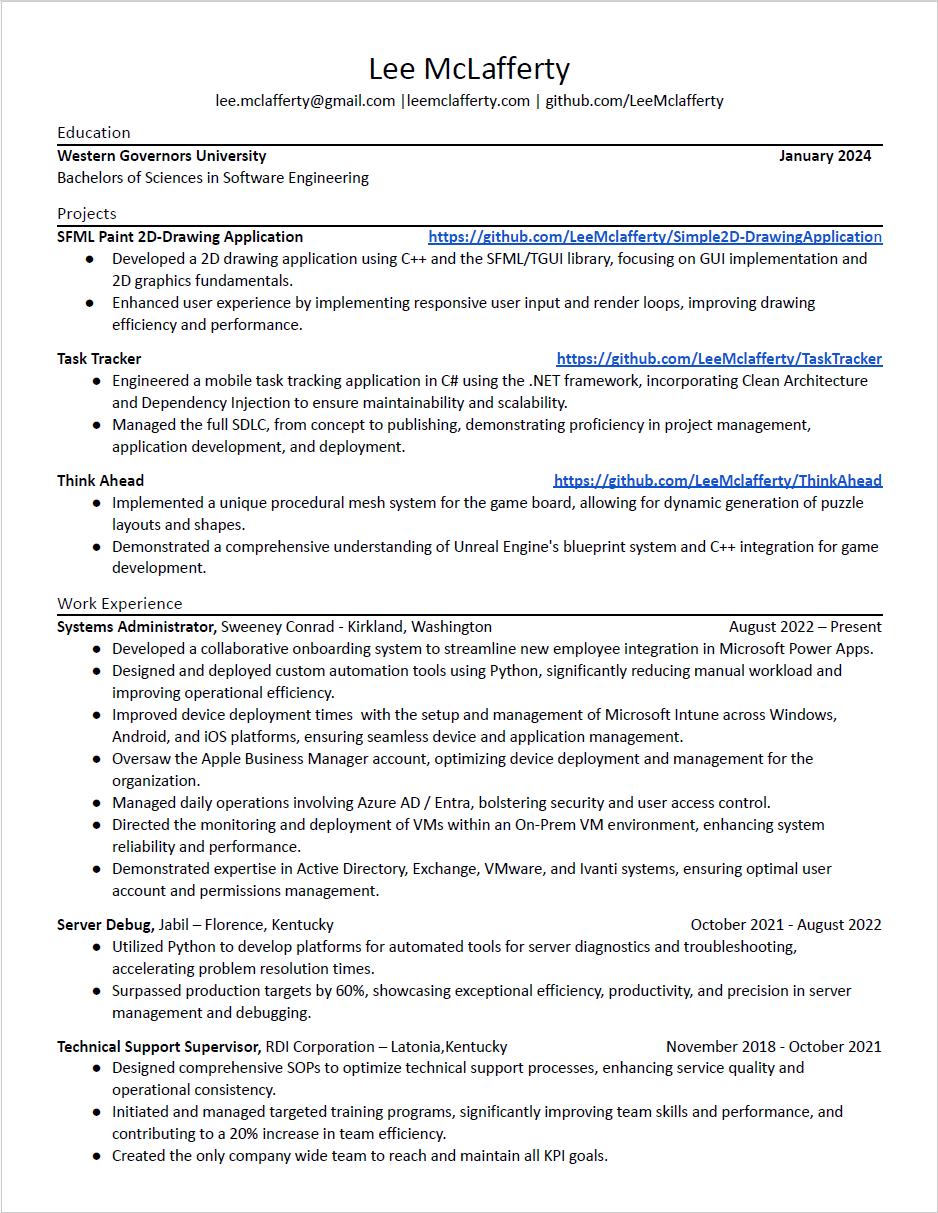 Lee McLafferty
lee.mclafferty@gmail.com |leemclafferty.com | github.com/LeeMclafferty
Education
Western Governors University January 2024
Bachelors of Sciences in Software Engineering
Projects
SFML Paint 2D-Drawing Application https://github.com/LeeMclafferty/Simple2D-DrawingApplication
● Developed a 2D drawing application using C++ and the SFML/TGUI library, focusing on GUI implementation and
2D graphics fundamentals.
● Enhanced user experience by implementing responsive user input and render loops, improving drawing
efficiency and performance.
Task Tracker https://github.com/LeeMclafferty/TaskTracker
● Engineered a mobile task tracking application in C# using the .NET framework, incorporating Clean Architecture
and Dependency Injection to ensure maintainability and scalability.
● Managed the full SDLC, from concept to publishing, demonstrating proficiency in project management,
application development, and deployment.
Think Ahead https://github.com/LeeMclafferty/ThinkAhead
● Implemented a unique procedural mesh system for the game board, allowing for dynamic generation of puzzle
layouts and shapes.
● Demonstrated a comprehensive understanding of Unreal Engine's blueprint system and C++ integration for game
development.
Work Experience
Systems Administrator, Sweeney Conrad - Kirkland, Washington August 2022 – Present
● Developed a collaborative onboarding system to streamline new employee integration in Microsoft Power Apps.
● Designed and deployed custom automation tools using Python, significantly reducing manual workload and
improving operational efficiency.
● Improved device deployment times  with the setup and management of Microsoft Intune across Windows,
Android, and iOS platforms, ensuring seamless device and application management.
● Oversaw the Apple Business Manager account, optimizing device deployment and management for the
organization.
● Managed daily operations involving Azure AD / Entra, bolstering security and user access control.
● Directed the monitoring and deployment of VMs within an On-Prem VM environment, enhancing system
reliability and performance.
● Demonstrated expertise in Active Directory, Exchange, VMware, and Ivanti systems, ensuring optimal user
account and permissions management.
Server Debug, Jabil – Florence, Kentucky October 2021 - August 2022
● Utilized Python to develop platforms for automated tools for server diagnostics and troubleshooting,
accelerating problem resolution times.
● Surpassed production targets by 60%, showcasing exceptional efficiency, productivity, and precision in server
management and debugging.
Technical Support Supervisor, RDI Corporation – Latonia,Kentucky November 2018 - October 2021
● Designed comprehensive SOPs to optimize technical support processes, enhancing service quality and
operational consistency.
● Initiated and managed targeted training programs, significantly improving team skills and performance, and
contributing to a 20% increase in team efficiency.
● Created the only company wide team to reach and maintain all KPI goals.